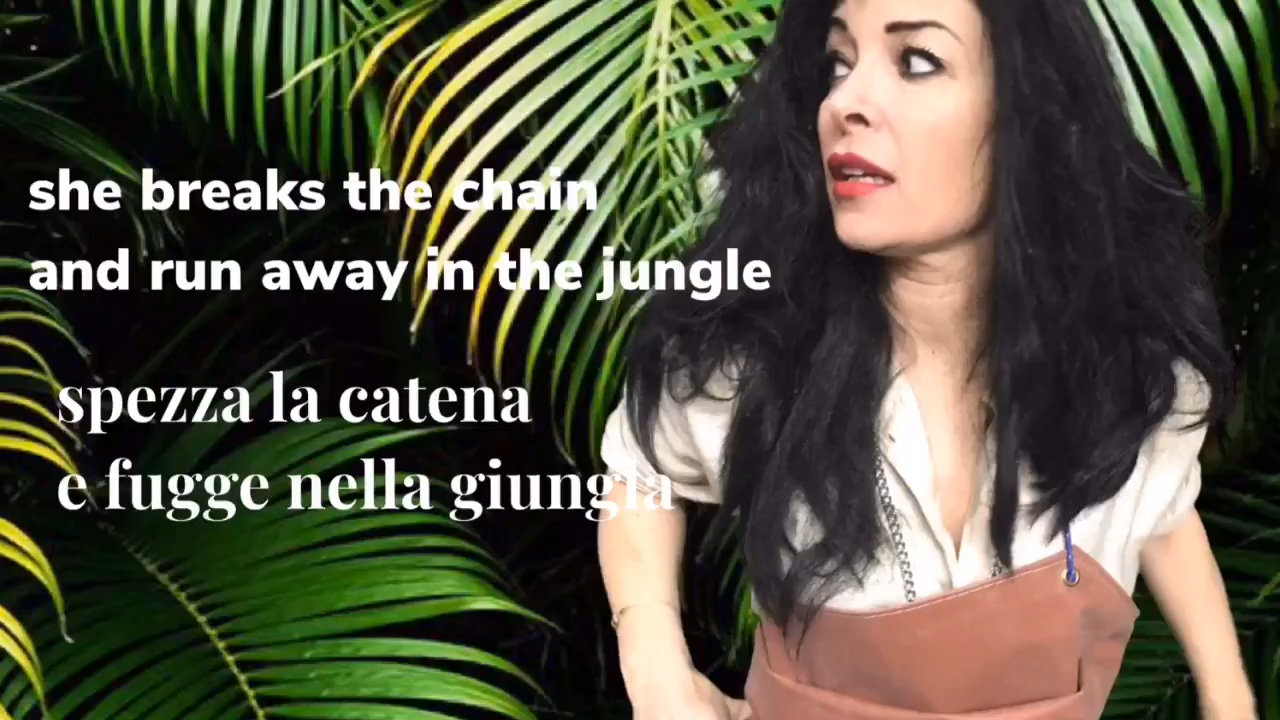 she breaks the chain
and run away in the jungle
spezza la catena
e fugge nella giungla